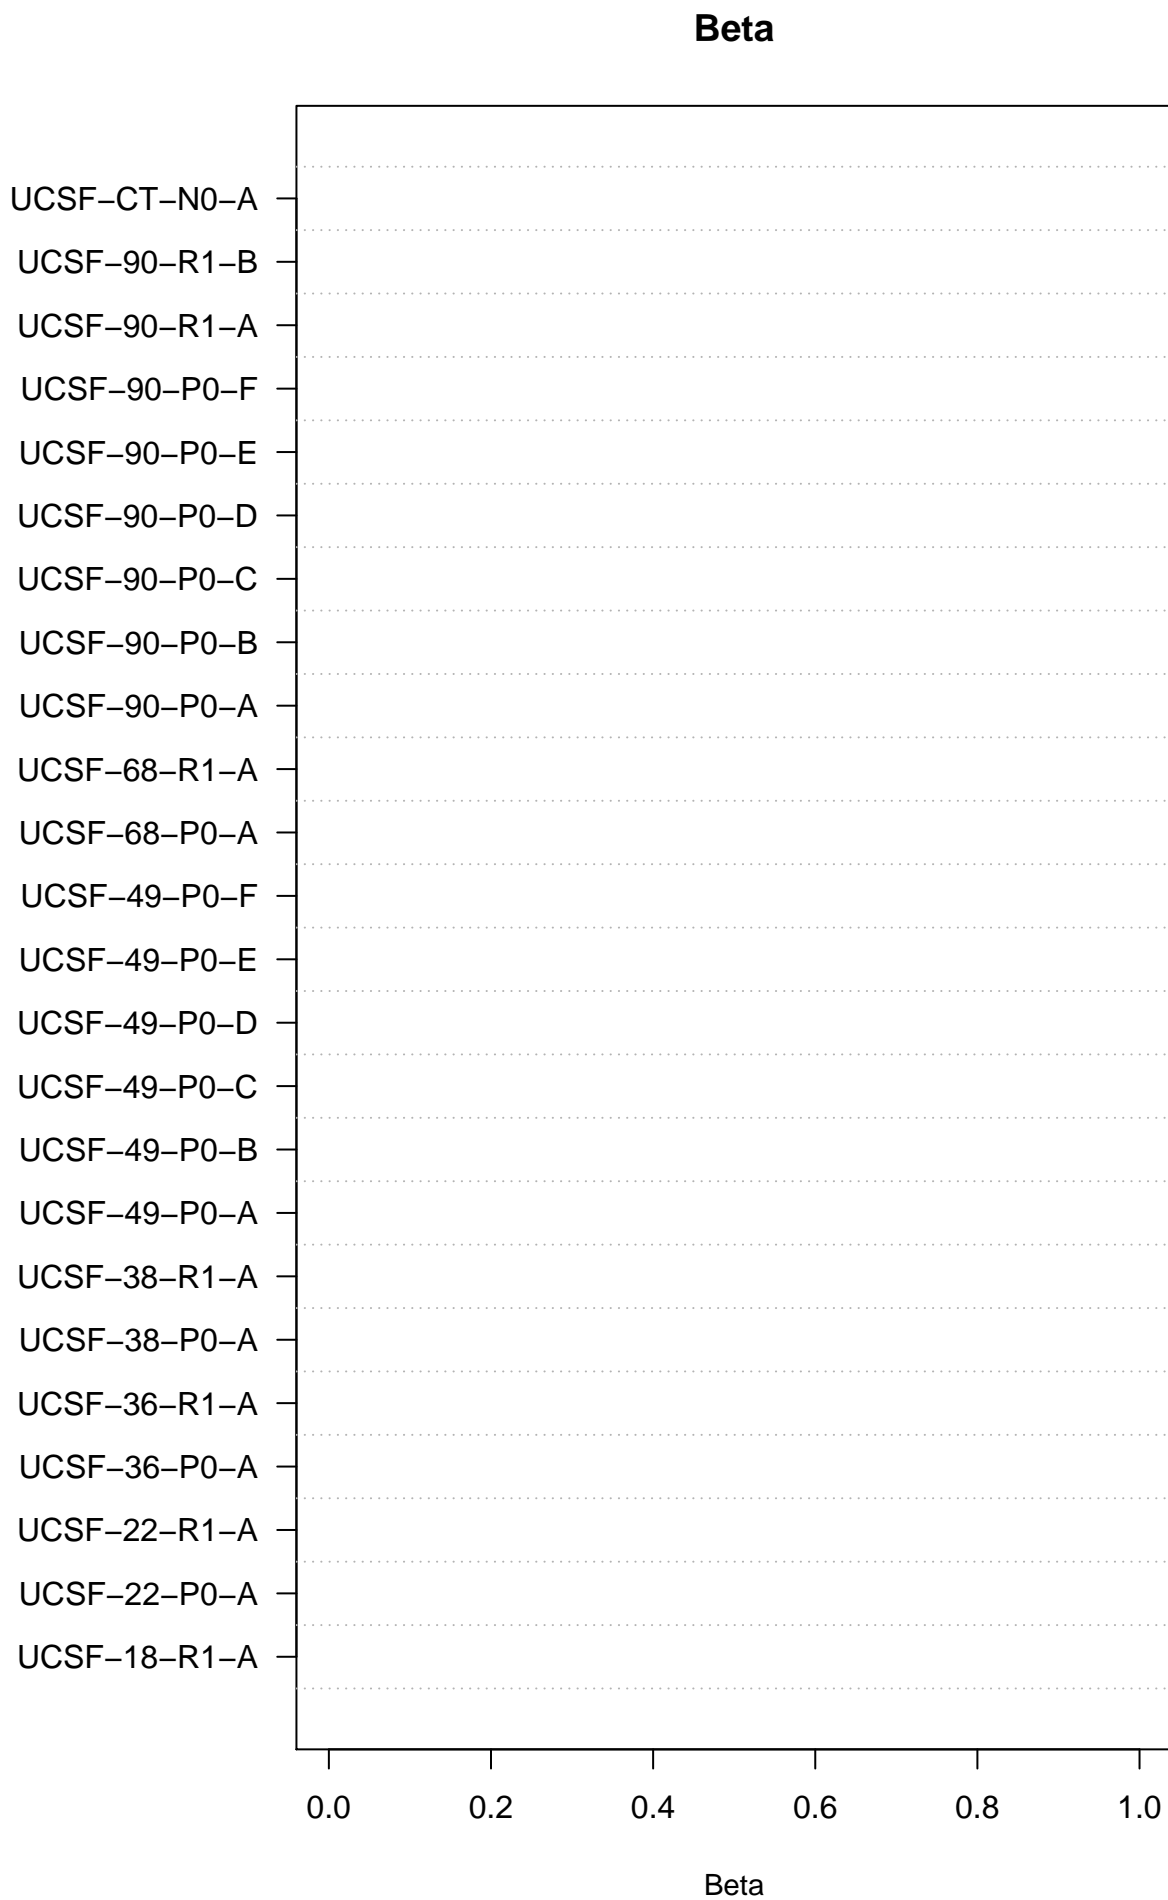 Beta
UCSF−CT−N0−A
UCSF−90−R1−B
UCSF−90−R1−A
UCSF−90−P0−F
UCSF−90−P0−E
UCSF−90−P0−D
UCSF−90−P0−C
UCSF−90−P0−B
UCSF−90−P0−A
UCSF−68−R1−A
UCSF−68−P0−A
UCSF−49−P0−F
UCSF−49−P0−E
UCSF−49−P0−D
UCSF−49−P0−C
UCSF−49−P0−B
UCSF−49−P0−A
UCSF−38−R1−A
UCSF−38−P0−A
UCSF−36−R1−A
UCSF−36−P0−A
UCSF−22−R1−A
UCSF−22−P0−A
UCSF−18−R1−A
0.0 0.2 0.4 0.6 0.8 1.0
Beta